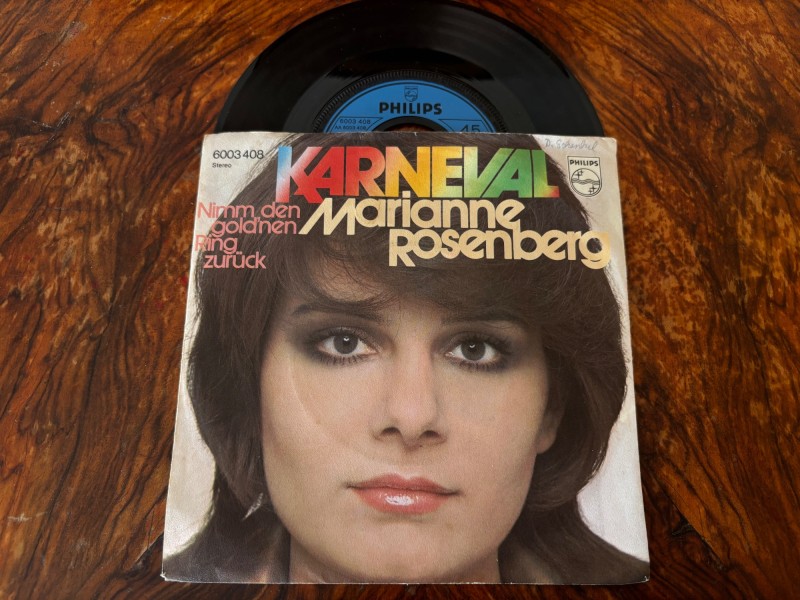 PHILIPS
6003 408
45
6003 408
Stereo
KARNEVAL
PHILIPS
Nimm den
gold'nen
Ring
zurück
Marianne
Rosenberg